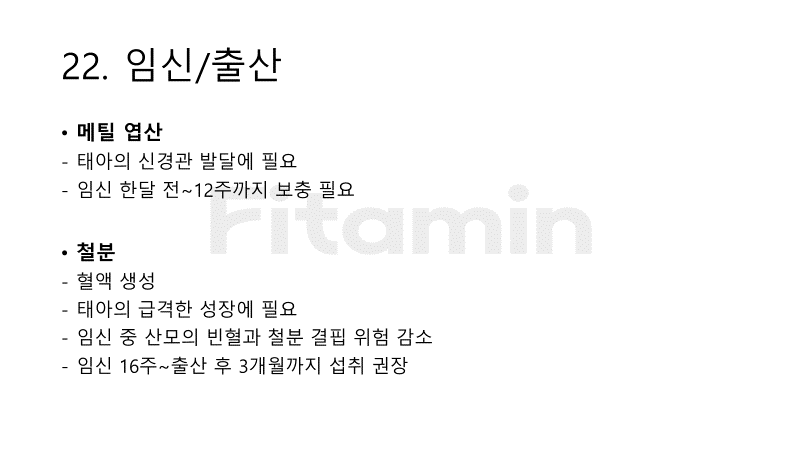 22. 임신/출산
• 메틸 엽산
- 태아의 신경관 발달에 필요
- 임신 한달 전~12주까지 보충 필요
Fitamin
• 철분
- 혈액 생성
- 태아의 급격한 성장에 필요
- 임신 중 산모의 빈혈과 철분 결핍 위험 감소
- 임신 16주~출산 후 3개월까지 섭취 권장